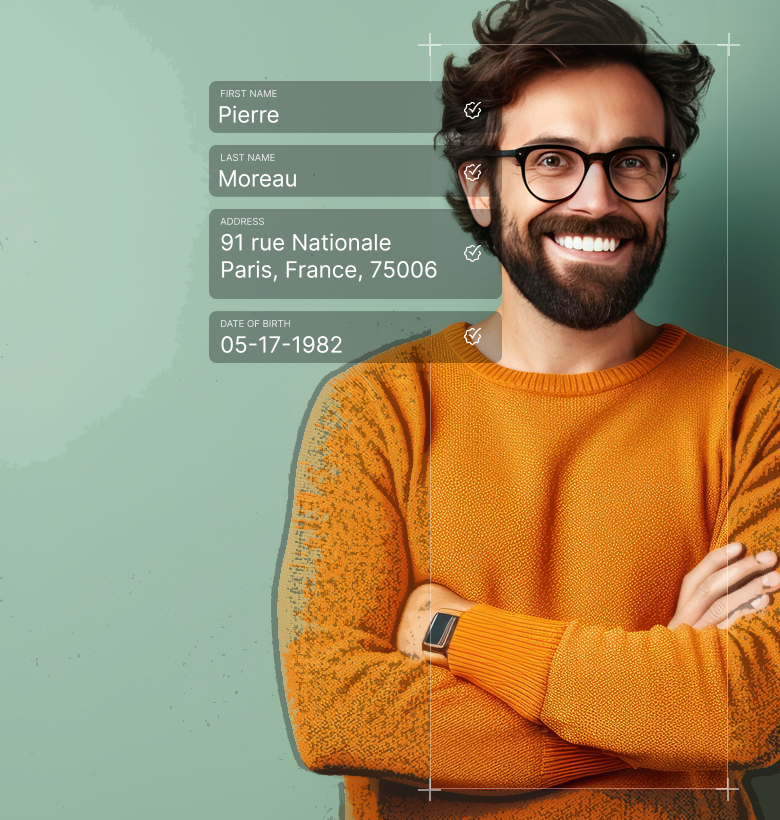 FIRST NAME
Pierre
LAST NAME
Moreau
ADDRESS
91 rue Nationale
Paris, France, 75006
DATE OF BIRTH
05-17-1982